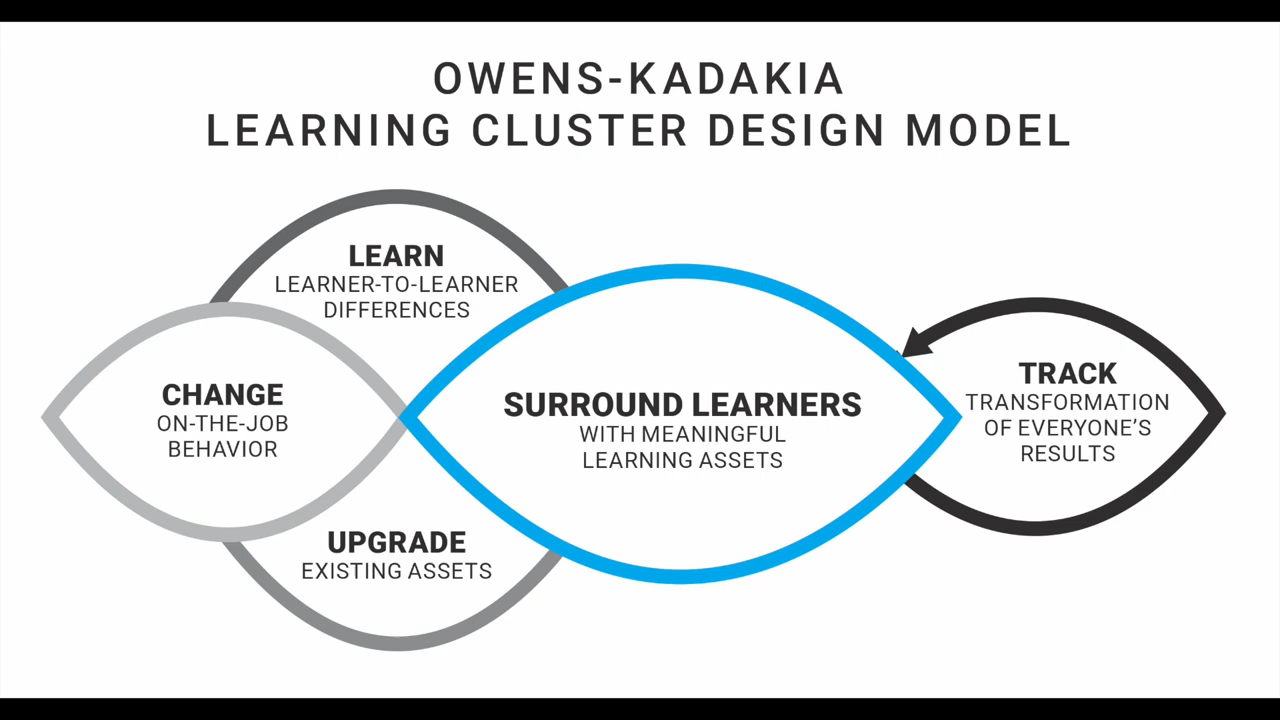 OWENS-KADAKIA
LEARNING CLUSTER DESIGN MODEL
LEARN
LEARNER-TO-LEARNER
DIFFERENCES
CHANGE
ON-THE-JOB
BEHAVIOR
UPGRADE
EXISTING ASSETS
SURROUND LEARNERS
WITH MEANINGFUL
LEARNING ASSETS
TRACK
TRANSFORMATION
OF EVERYONE'S
RESULTS